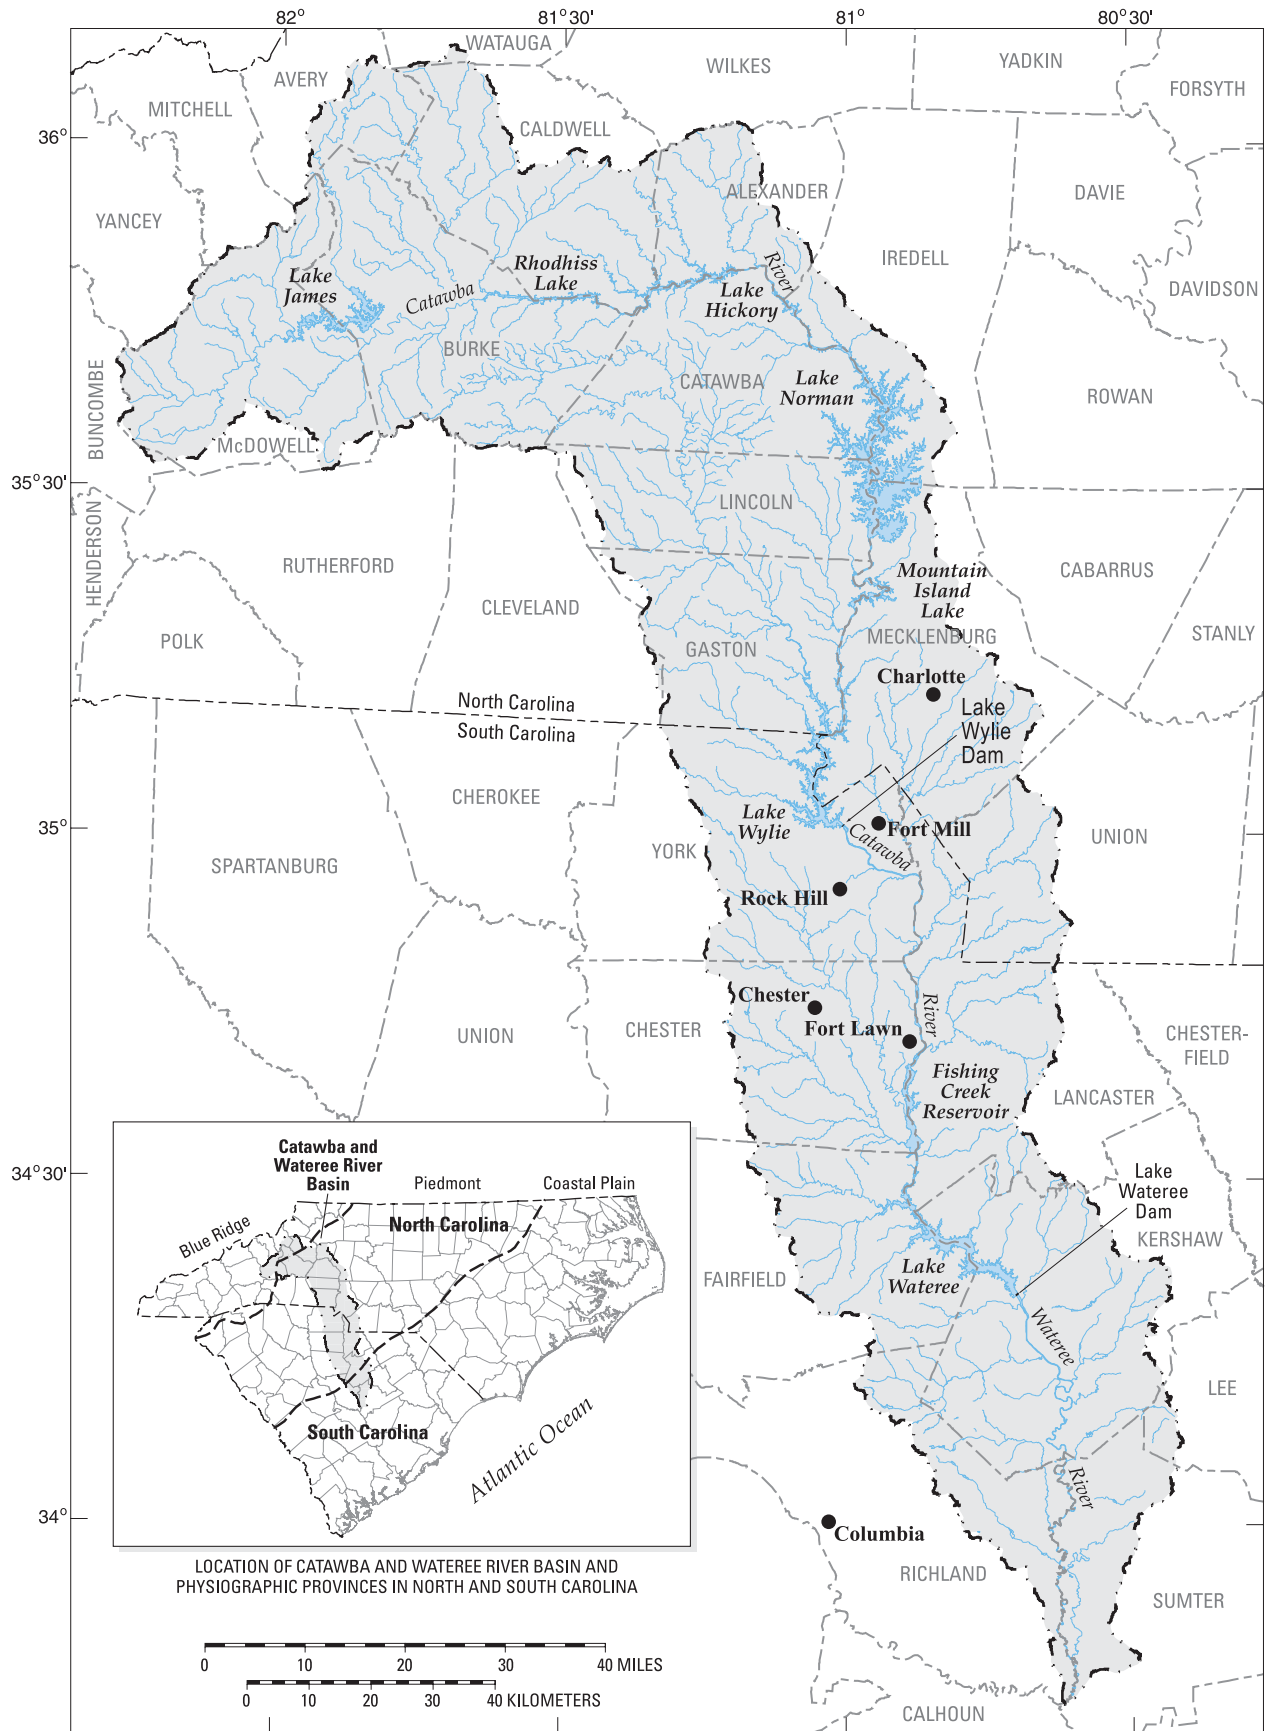 82°
81°30'
81°
80°30'
WATAUGA
WILKES
YADKIN
AVERY
FORSYTH
MITCHELL
CALDWELL
36°
ALEXANDER
DAVIE
YANCEY
IREDELL
River
Rhodhiss
Lake
Lake
James
Catawba
Lake
Hickory
DAVIDSON
BURKE
BUNCOMBE
CATAWBA
Lake
Norman
ROWAN
McDOWELL
35°30'
LINCOLN
HENDERSON
RUTHERFORD
Mountain
Island
Lake
CABARRUS
CLEVELAND
POLK
GASTON
MECKLENBURG
STANLY
Charlotte
North Carolina
South Carolina
Lake
Wylie
Dam
CHEROKEE
Lake
Wylie
35°
Catawba
Fort Mill
UNION
YORK
SPARTANBURG
Rock Hill
Chester
River
Fort Lawn
UNION
CHESTER
CHESTER-
FIELD
Fishing
Creek
Reservoir
LANCASTER
34°30'
Lake
Wateree
Dam
KERSHAW
Lake
Wateree
FAIRFIELD
Wateree
LEE
River
34°
Columbia
RICHLAND
SUMTER
CALHOUN
Catawba and
Wateree River
Basin
Piedmont
Coastal Plain
Blue Ridge
North Carolina
South Carolina
Atlantic Ocean
LOCATION OF CATAWBA AND WATEREE RIVER BASIN AND
PHYSIOGRAPHIC PROVINCES IN NORTH AND SOUTH CAROLINA
0 10 20 30 40 MILES
0 10 20 30 40 KILOMETERS